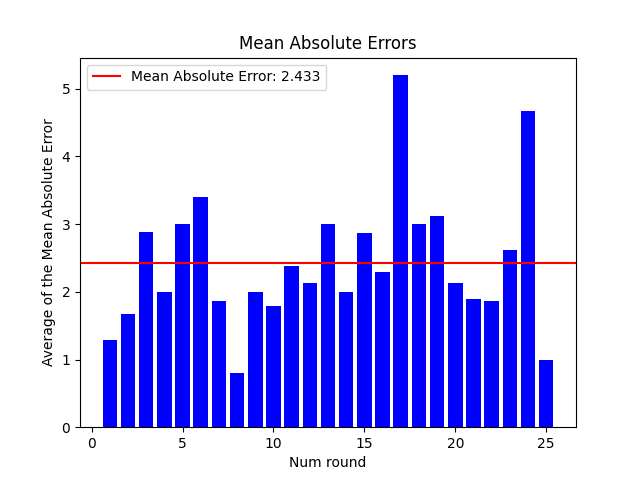 Mean Absolute Errors
Mean Absolute Error: 2.433
Average of the Mean Absolute Error
5
4
3
2
1
0
0 5 10 15 20 25
Num round